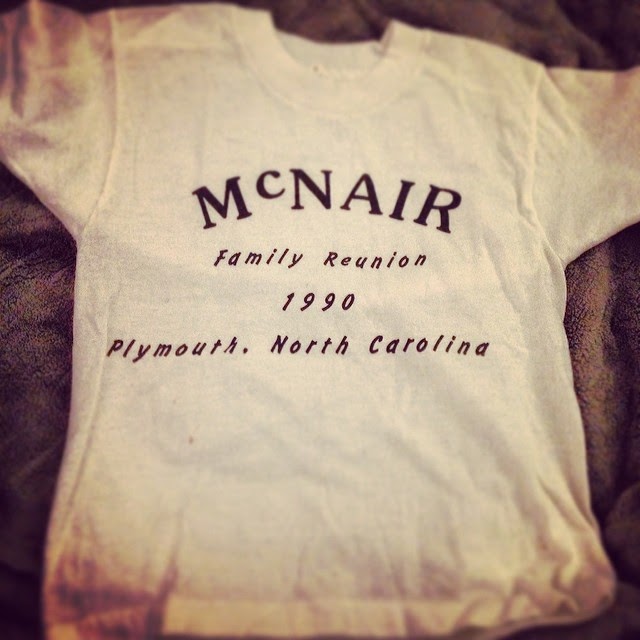 McNAIR
Family Reunion
1990
Plymouth, North Carolina